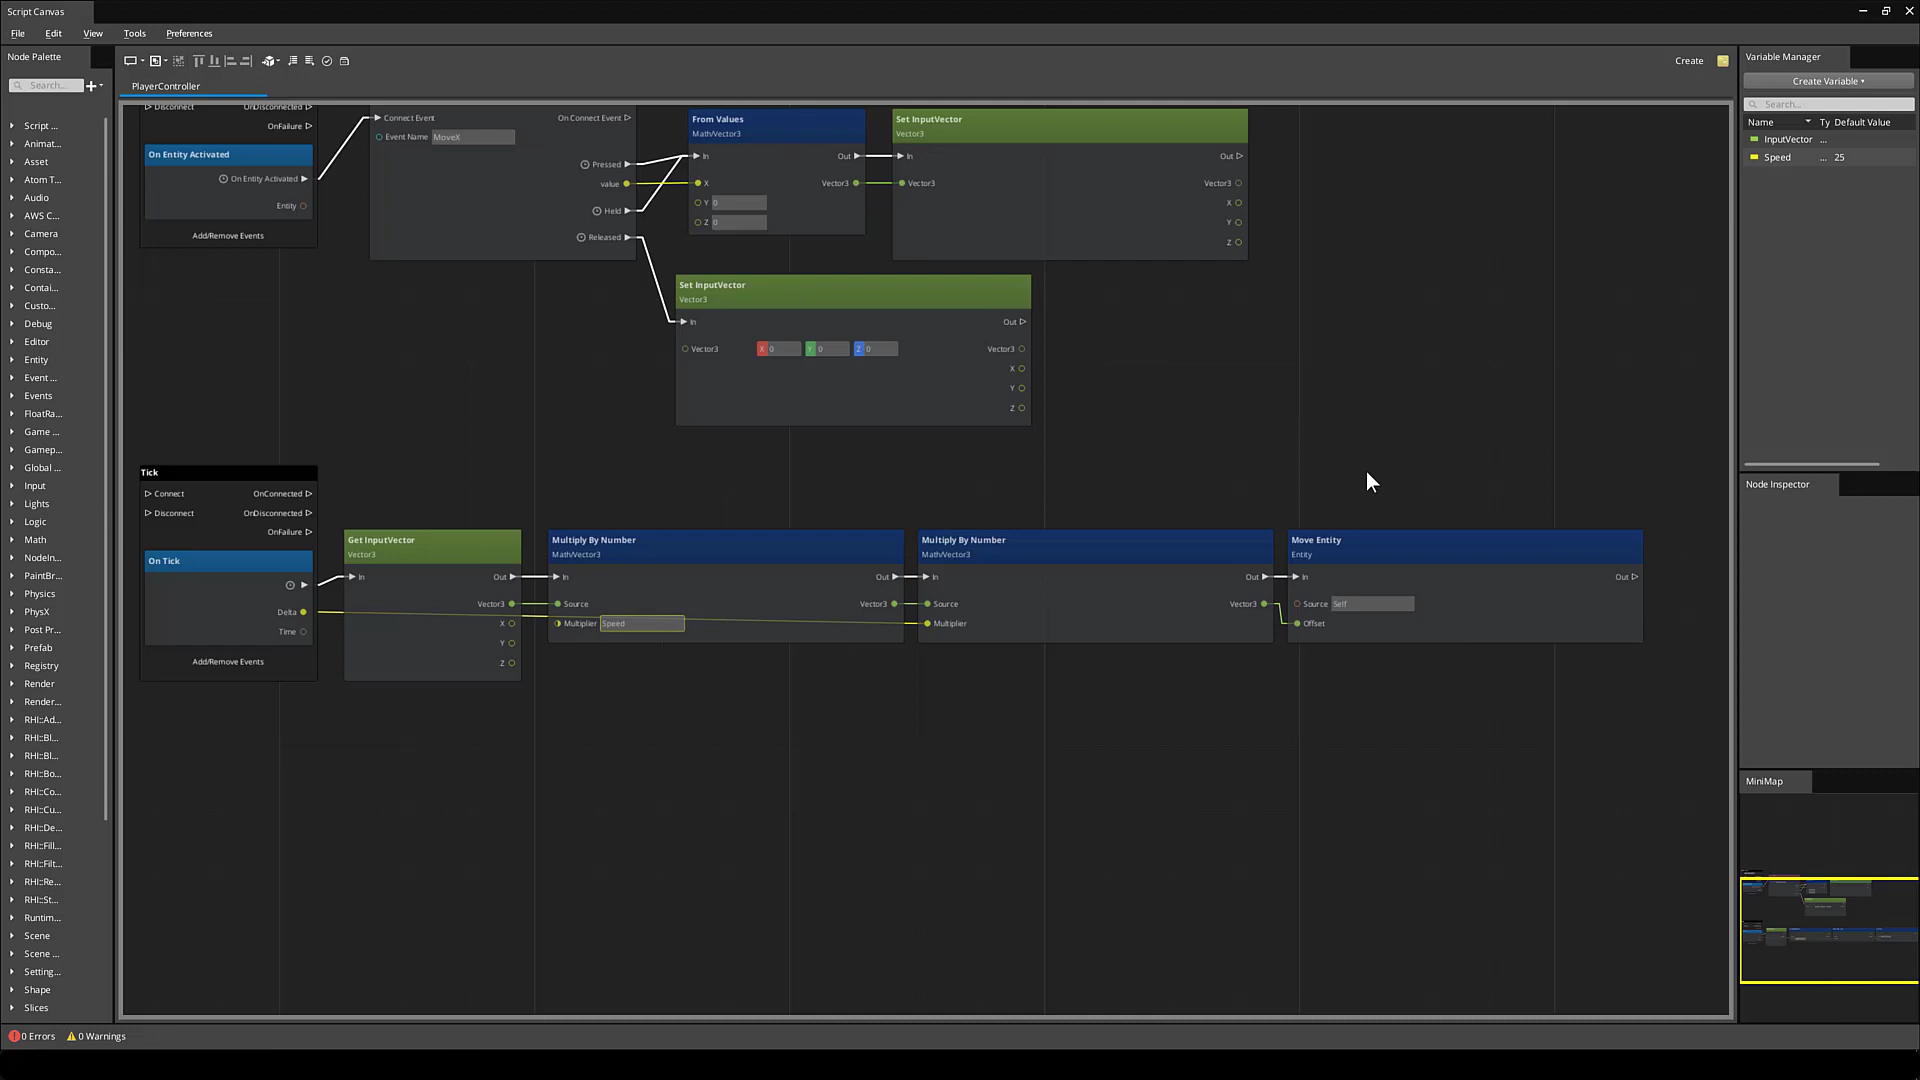 Script Canvas
File Edit View Tools Preferences
Node Palette
Search...
Script ...
Animat...
Asset
Atom T...
Audio
AWS C...
Camera
Compo...
Consta...
Contai...
Custo...
Debug
Editor
Entity
Event ...
Events
FloatRa...
Game ...
Gamep...
Global ...
Input
Lights
Logic
Math
NodeIn...
PaintBr...
Physics
PhysX
Post Pr...
Prefab
Registry
Render
Render...
RHI::Ad...
RHI::Bl...
RHI::Bl...
RHI::Bo...
RHI::Co...
RHI::Cu...
RHI::De...
RHI::Fill...
RHI::Filt...
RHI::Re...
RHI::St...
Runtim...
Scene
Scene ...
Setting...
Shape
Slices
Create
PlayerController
Disconnect OnDisconnected
OnFailure
On Entity Activated
On Entity Activated
Entity
Add/Remove Events
Connect Event On Connect Event
Event Name MoveX
Pressed
value
Held
Released
From Values
Math/Vector3
In Out
X Vector3
Y 0
Z 0
Set InputVector
Vector3
In Out
Vector3 Vector3
X
Y
Z
Set InputVector
Vector3
In Out
Vector3 X 0 Y 0 Z 0 Vector3
X
Y
Z
Tick
Connect OnConnected
Disconnect OnDisconnected
OnFailure
On Tick
Delta
Time
Add/Remove Events
Get InputVector
Vector3
In Out
Vector3
X
Y
Z
Multiply By Number
Math/Vector3
In Out
Source Vector3
Multiplier Speed
Multiply By Number
Math/Vector3
In Out
Source Vector3
Multiplier
Move Entity
Entity
In Out
Source Self
Offset
Variable Manager
Create Variable
Search...
Name Ty Default Value
InputVector ...
Speed ... 25
Node Inspector
MiniMap
0 Errors 0 Warnings